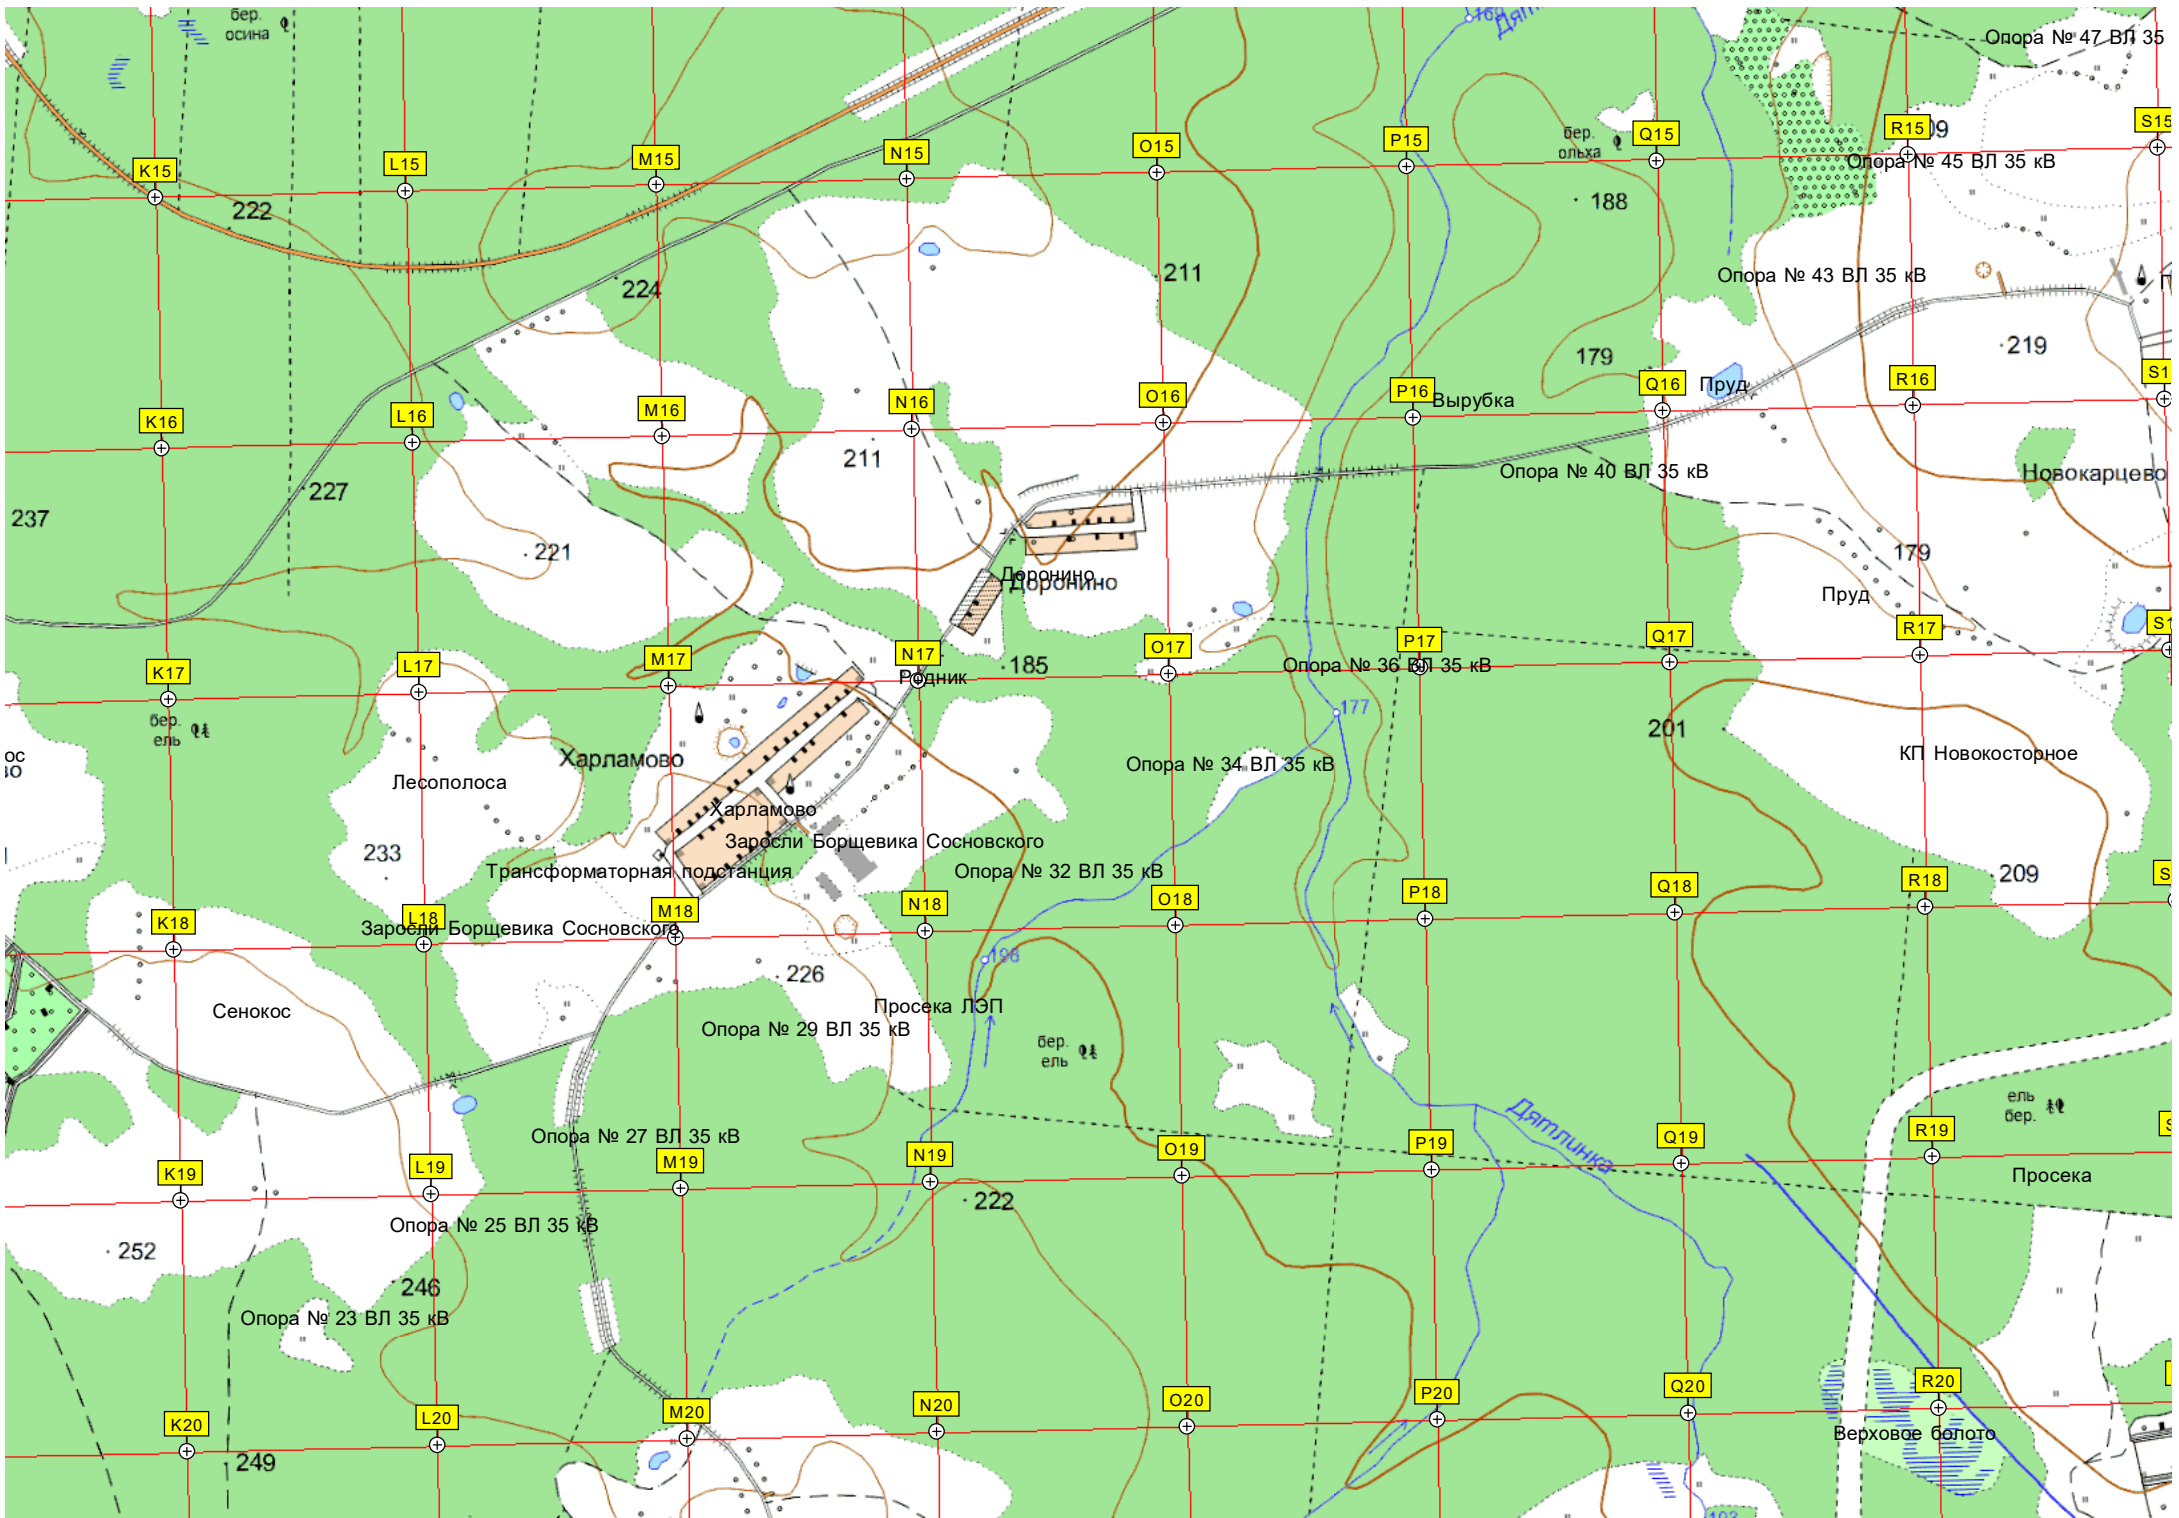 бер.
осина
169
Опора № 47 ВЛ 35
K15
L15
M15
N15
O15
P15
бер.
ольха
Q15
R15
09
S15
Опора № 45 ВЛ 35 кВ
222
188
224
211
Опора № 43 ВЛ 35 кВ
179
219
K16
L16
M16
N16
O16
P16
Вырубка
Q16
Пруд
R16
S1
237
227
211
Опора № 40 ВЛ 35 кВ
Новокарцево
221
179
Доронино
Доронино
Пруд
K17
L17
M17
N17
Родник
185
O17
Опора № 36 ВЛ 35 кВ
P17
Q17
R17
S1
бер.
ель
177
201
ос
во
Харламово
Лесополоса
Опора № 34 ВЛ 35 кВ
КП Новокосторное
Харламово
Заросли Борщевика Сосновского
233
Трансформаторная подстанция
Опора № 32 ВЛ 35 кВ
209
K18
L18
Заросли Борщевика Сосновского
M18
N18
O18
P18
Q18
R18
S
198
226
Сенокос
Просека ЛЭП
Опора № 29 ВЛ 35 кВ
бер.
ель
ель
бер.
Дятлинка
Опора № 27 ВЛ 35 кВ
K19
L19
M19
N19
O19
P19
Q19
R19
S
Просека
222
Опора № 25 ВЛ 35 кВ
252
246
Опора № 23 ВЛ 35 кВ
K20
L20
M20
N20
O20
P20
Q20
R20
Верховое болото
249
193